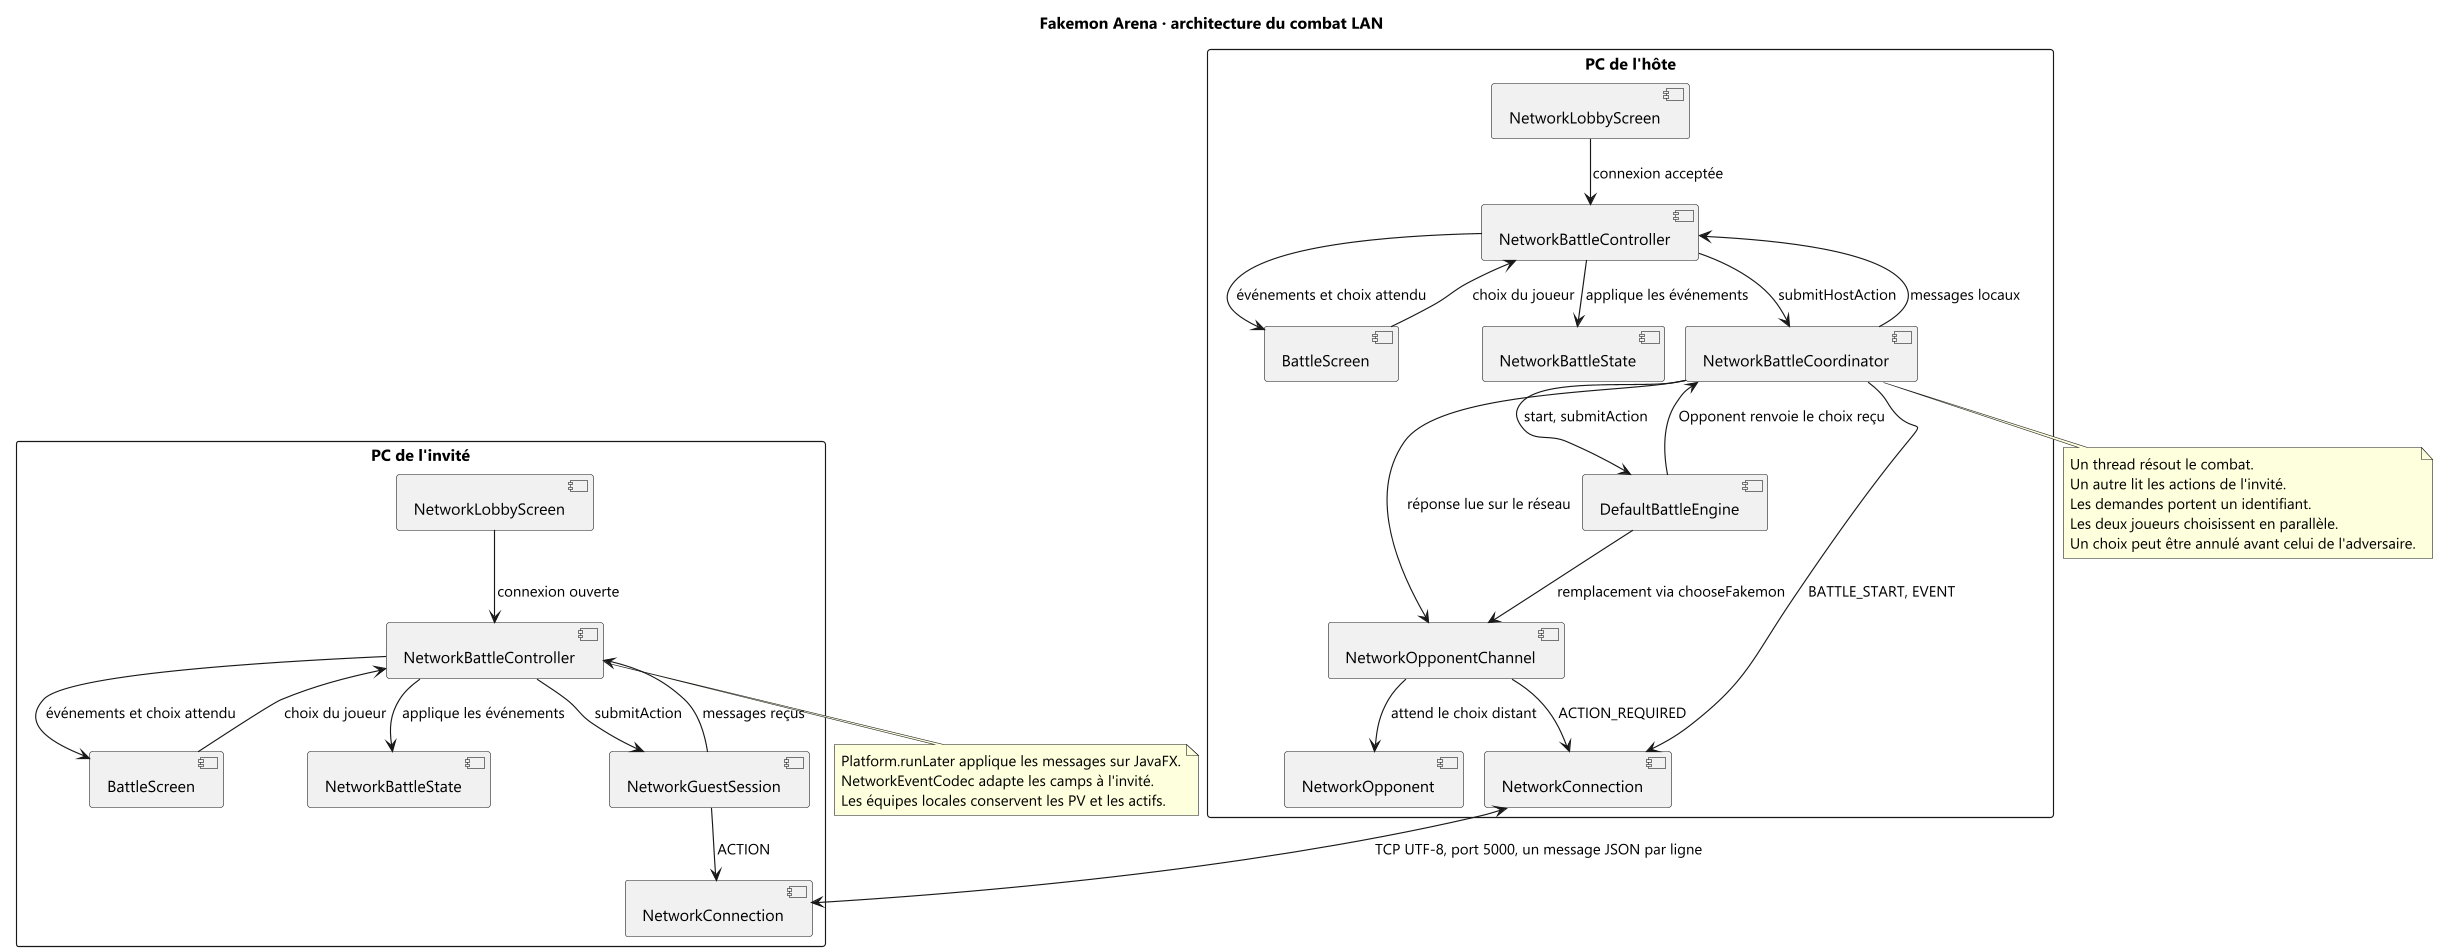 Fakemon Arena · architecture du combat LAN
PC de l'hôte
NetworkLobbyScreen
connexion acceptée
NetworkBattleController
événements et choix attendu
choix du joueur
applique les événements
submitHostAction
messages locaux
BattleScreen
NetworkBattleState
NetworkBattleCoordinator
start, submitAction
Opponent renvoie le choix reçu
réponse lue sur le réseau
DefaultBattleEngine
remplacement via chooseFakemon
BATTLE_START, EVENT
NetworkOpponentChannel
attend le choix distant
ACTION_REQUIRED
NetworkOpponent
NetworkConnection
Un thread résout le combat.
Un autre lit les actions de l'invité.
Les demandes portent un identifiant.
Les deux joueurs choisissent en parallèle.
Un choix peut être annulé avant celui de l'adversaire.
PC de l'invité
NetworkLobbyScreen
connexion ouverte
NetworkBattleController
événements et choix attendu
choix du joueur
applique les événements
submitAction
messages reçus
BattleScreen
NetworkBattleState
NetworkGuestSession
ACTION
NetworkConnection
Platform.runLater applique les messages sur JavaFX.
NetworkEventCodec adapte les camps à l'invité.
Les équipes locales conservent les PV et les actifs.
TCP UTF-8, port 5000, un message JSON par ligne